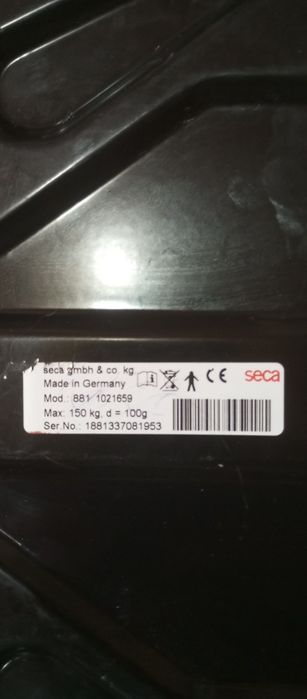 seca gmbh & co. kg
Made in Germany
CE
seca
Mod.: 881 1021659
Max: 150 kg, d = 100g
Ser.No.: 1881337081953